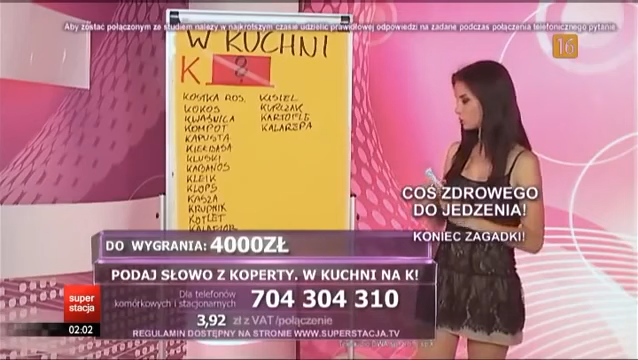 Aby zostać połączonym ze studiem należy w najkrótszym czasie udzielić prawidłowej odpowiedzi na zadane podczas połączenia telefonicznego pytanie
16
W KUCHNI
K ?
KOSTKA ROS. KISIEL
KOKOS KURCZAK
KWAŚNICA KARTOFLE
KOMPOT KALAREPA
KAPUSTA
KIEŁBASA
KLUSKI
KABANOS
KLEIK
KLOPS
KASZA
KRUPNIK
KOTLET
COŚ ZDROWEGO
DO JEDZENIA!
KONIEC ZAGADKI!
DO WYGRANIA: 4000ZŁ
PODAJ SŁOWO Z KOPERTY. W KUCHNI NA K!
Dla telefonów
komórkowych i stacjonarnych
704 304 310
3,92 zł z VAT/połączenie
REGULAMIN DOSTĘPNY NA STRONIE WWW.SUPERSTACJA.TV
super
stacja
02:02